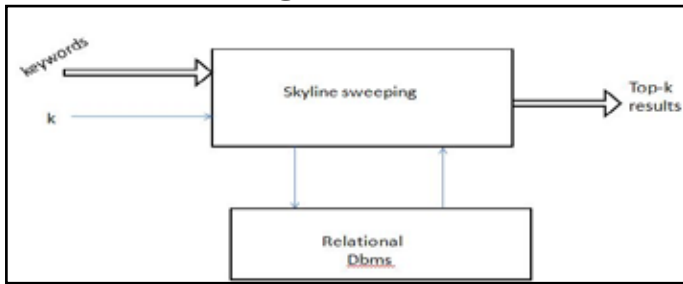 keywords
Skyline sweeping
Top-k
results
k
Relational
Dbms